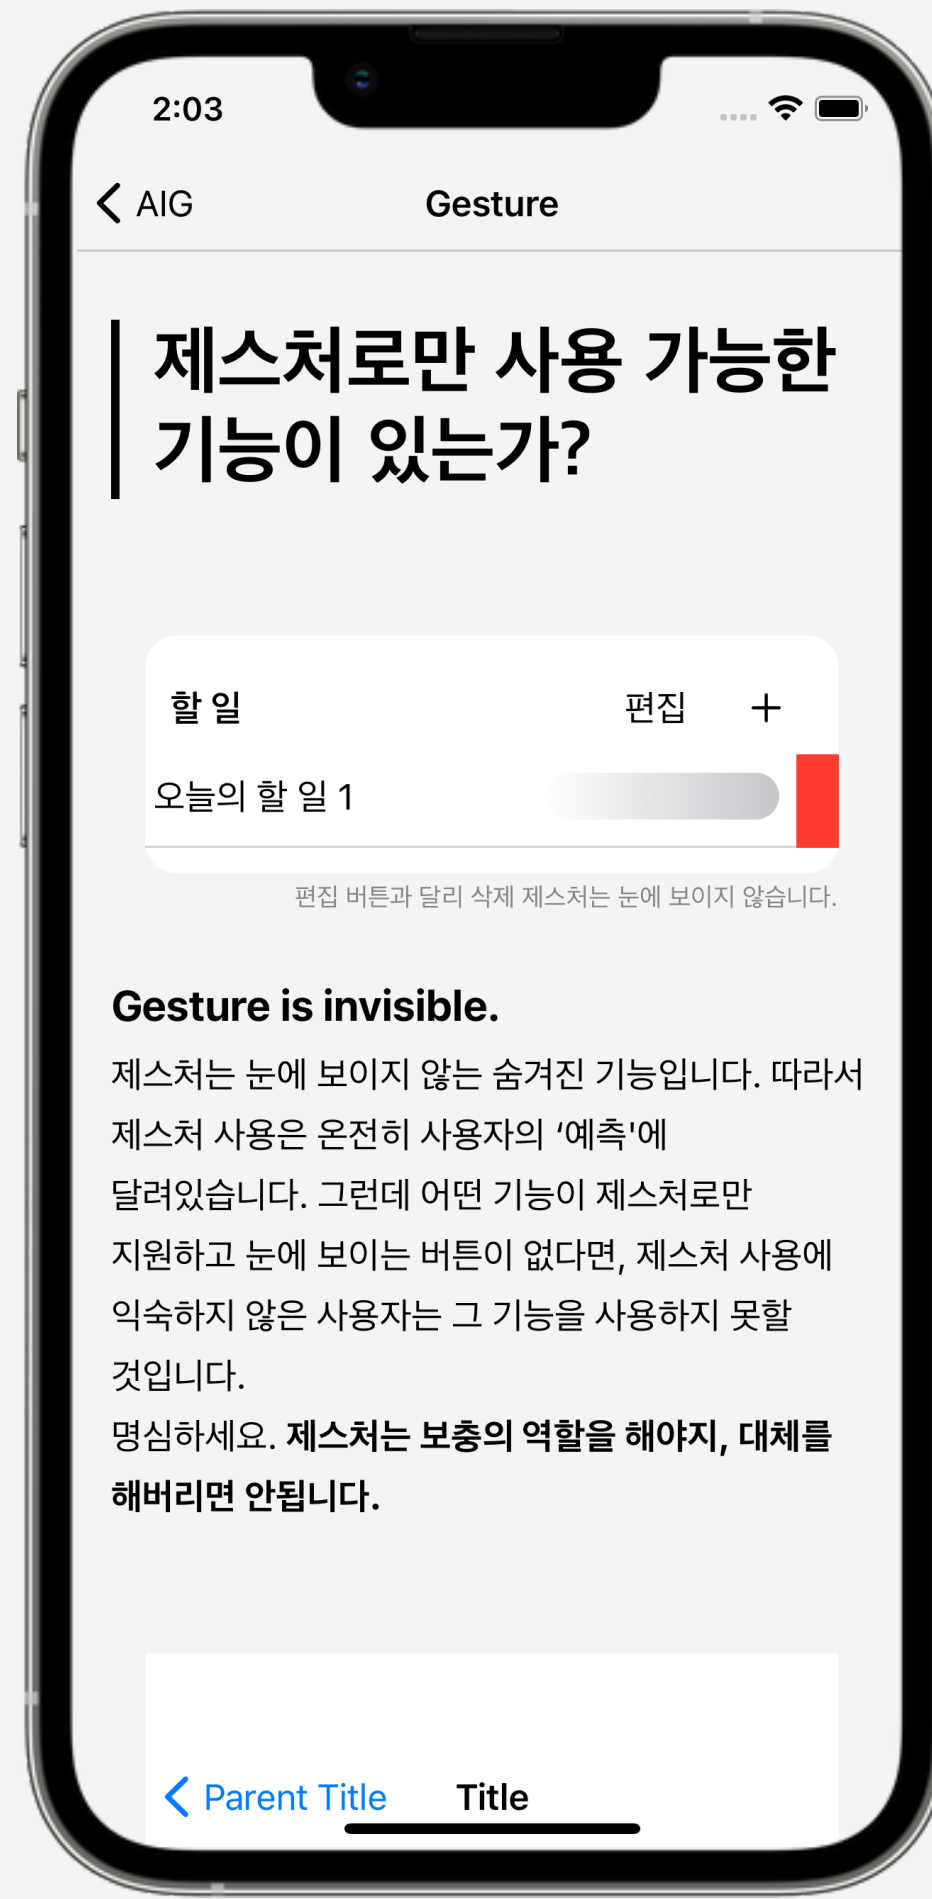 2:03
AIG
Gesture
제스처로만 사용 가능한
기능이 있는가?
할 일
편집 +
오늘의 할 일 1
편집 버튼과 달리 삭제 제스처는 눈에 보이지 않습니다.
Gesture is invisible.
제스처는 눈에 보이지 않는 숨겨진 기능입니다. 따라서
제스처 사용은 온전히 사용자의 ‘예측'에
달려있습니다. 그런데 어떤 기능이 제스처로만
지원하고 눈에 보이는 버튼이 없다면, 제스처 사용에
익숙하지 않은 사용자는 그 기능을 사용하지 못할
것입니다.
명심하세요. 제스처는 보충의 역할을 해야지, 대체를
해버리면 안됩니다.
Parent Title
Title